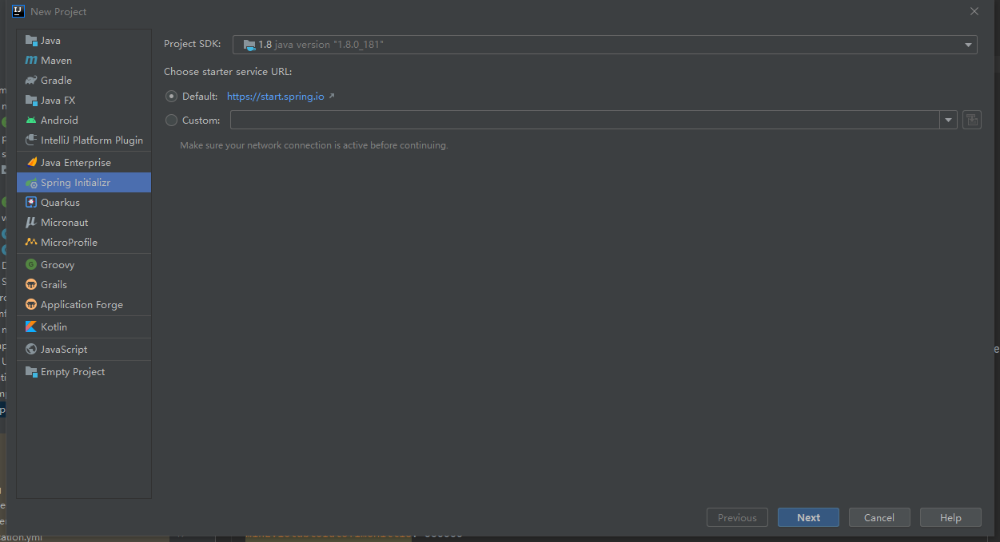 New Project
Java
Maven
Gradle
Java FX
Android
IntelliJ Platform Plugin
Java Enterprise
Spring Initializr
Quarkus
Micronaut
MicroProfile
Groovy
Grails
Application Forge
Kotlin
JavaScript
Empty Project
Project SDK: 1.8 java version "1.8.0_181"
Choose starter service URL:
Default: https://start.spring.io
Custom:
Make sure your network connection is active before continuing.
Previous Next Cancel Help